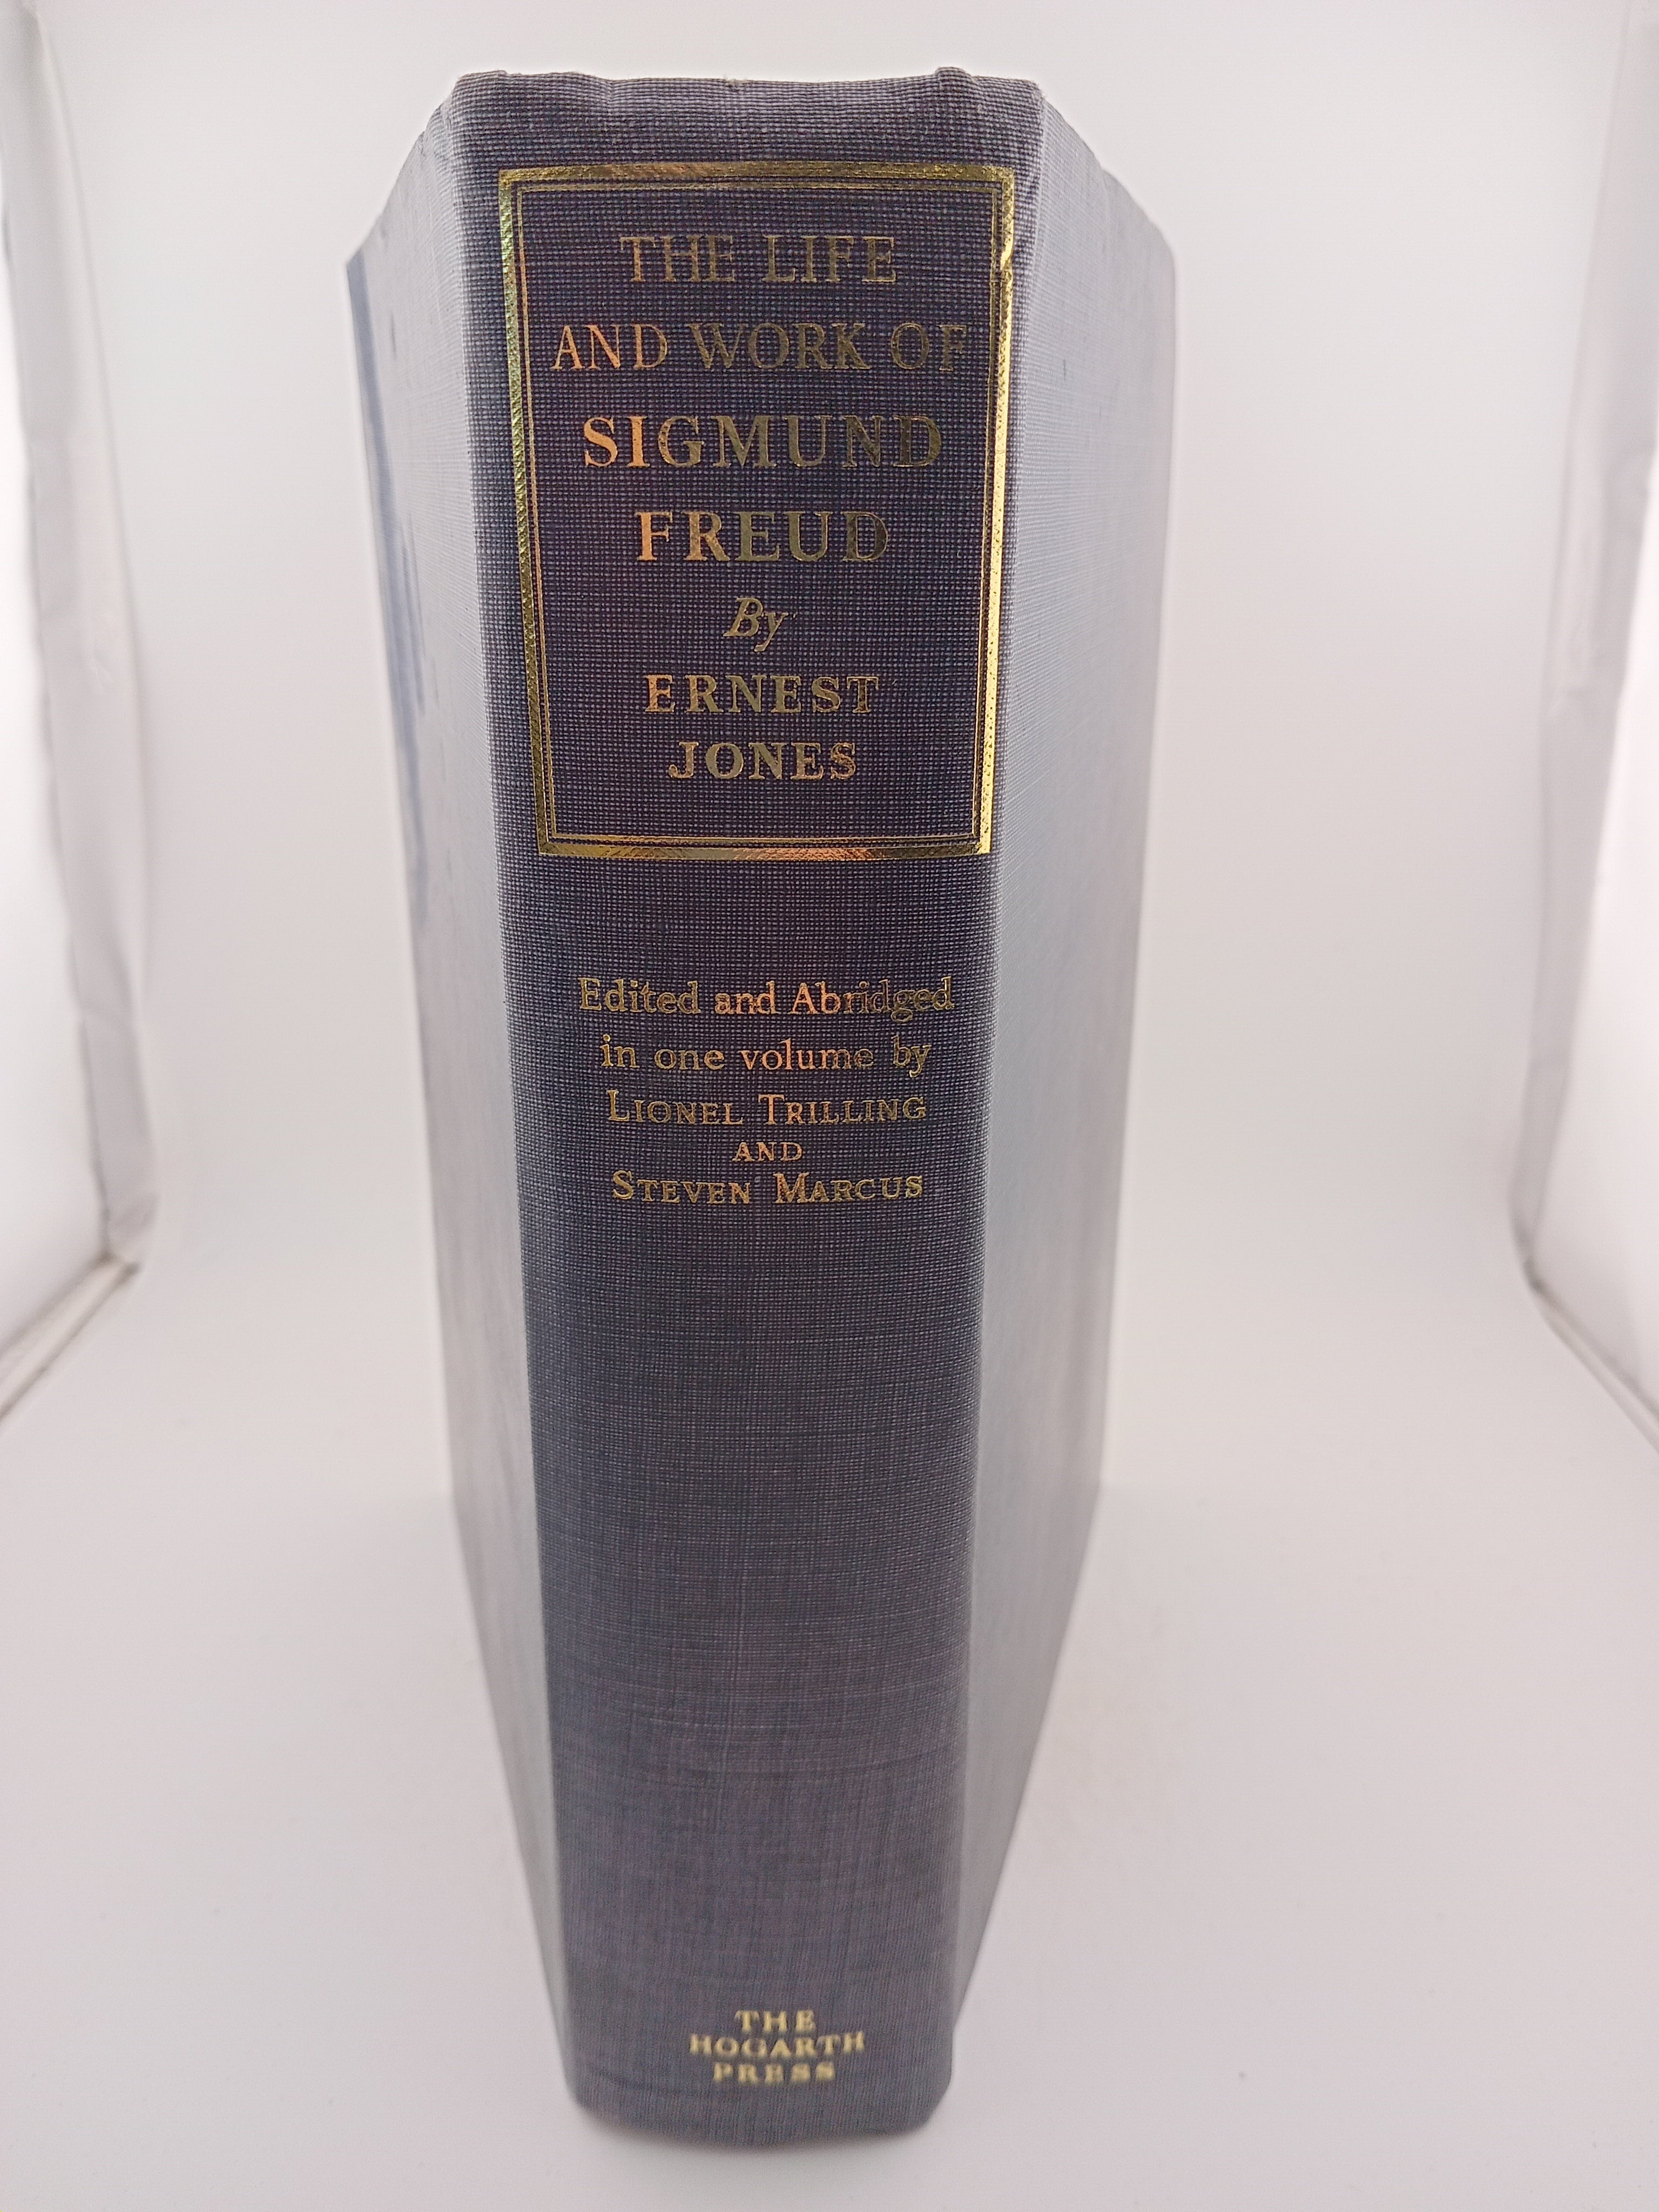 THE LIFE
AND WORK OF
SIGMUND
FREUD
By
ERNEST
JONES
Edited and Abridged
in one volume by
LIONEL TRILLING
AND
STEVEN MARCUS
THE
HOGARTH
PRESS